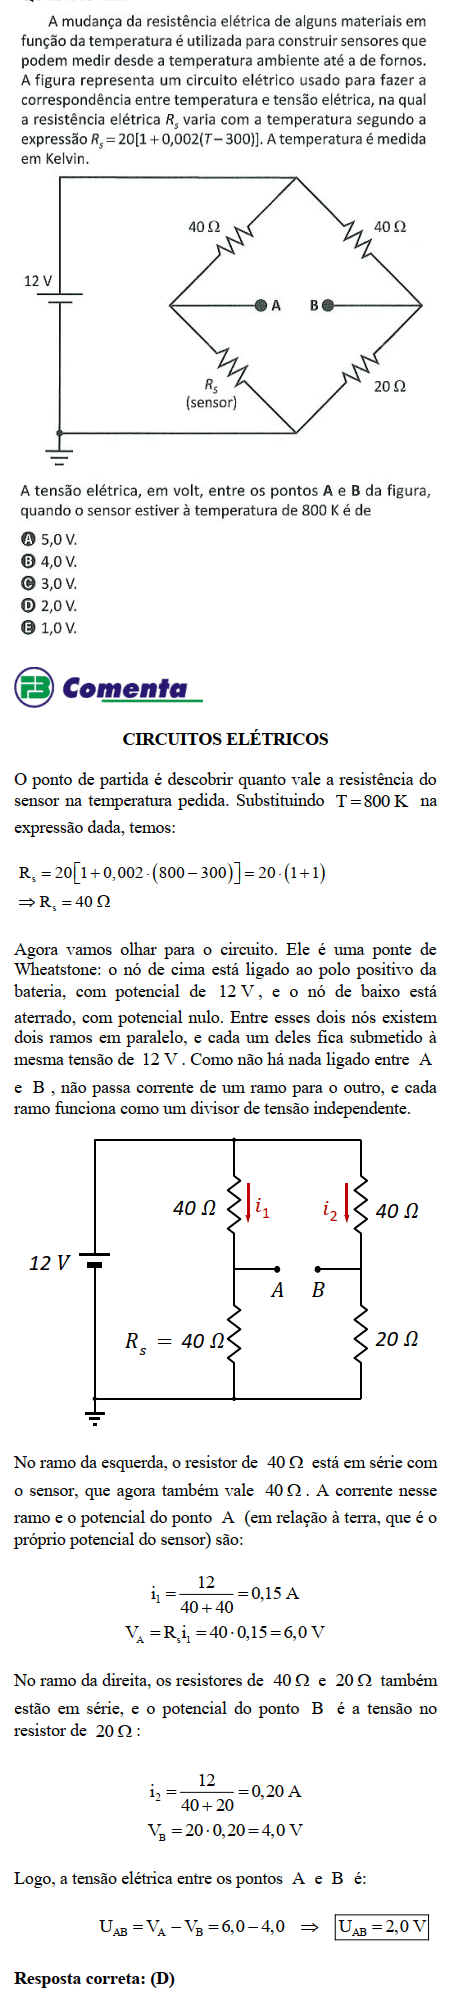 A mudança da resistência elétrica de alguns materiais em
função da temperatura é utilizada para construir sensores que
podem medir desde a temperatura ambiente até a de fornos.
A figura representa um circuito elétrico usado para fazer a
correspondência entre temperatura e tensão elétrica, na qual
a resistência elétrica Rs varia com a temperatura segundo a
expressão Rs = 20[1 + 0,002(T – 300)]. A temperatura é medida
em Kelvin.
40 Ω
40 Ω
12 V
A
B
Rs
(sensor)
20 Ω
A tensão elétrica, em volt, entre os pontos A e B da figura,
quando o sensor estiver à temperatura de 800 K é de
A 5,0 V.
B 4,0 V.
C 3,0 V.
D 2,0 V.
E 1,0 V.
FB Comenta
CIRCUITOS ELÉTRICOS
O ponto de partida é descobrir quanto vale a resistência do
sensor na temperatura pedida. Substituindo T = 800 K na
expressão dada, temos:
Rs = 20[1 + 0,002 · (800 − 300)] = 20 · (1 + 1)
⇒ Rs = 40 Ω
Agora vamos olhar para o circuito. Ele é uma ponte de
Wheatstone: o nó de cima está ligado ao polo positivo da
bateria, com potencial de 12 V, e o nó de baixo está
aterrado, com potencial nulo. Entre esses dois nós existem
dois ramos em paralelo, e cada um deles fica submetido à
mesma tensão de 12 V. Como não há nada ligado entre A
e B, não passa corrente de um ramo para o outro, e cada
ramo funciona como um divisor de tensão independente.
40 Ω
i1
i2
40 Ω
12 V
A
B
Rs = 40 Ω
20 Ω
No ramo da esquerda, o resistor de 40 Ω está em série com
o sensor, que agora também vale 40 Ω. A corrente nesse
ramo e o potencial do ponto A (em relação à terra, que é o
próprio potencial do sensor) são:
i1 = 12 / (40 + 40) = 0,15 A
VA = Rsi1 = 40 · 0,15 = 6,0 V
No ramo da direita, os resistores de 40 Ω e 20 Ω também
estão em série, e o potencial do ponto B é a tensão no
resistor de 20 Ω :
i2 = 12 / (40 + 20) = 0,20 A
VB = 20 · 0,20 = 4,0 V
Logo, a tensão elétrica entre os pontos A e B é:
UAB = VA − VB = 6,0 − 4,0 ⇒ UAB = 2,0 V
Resposta correta: (D)